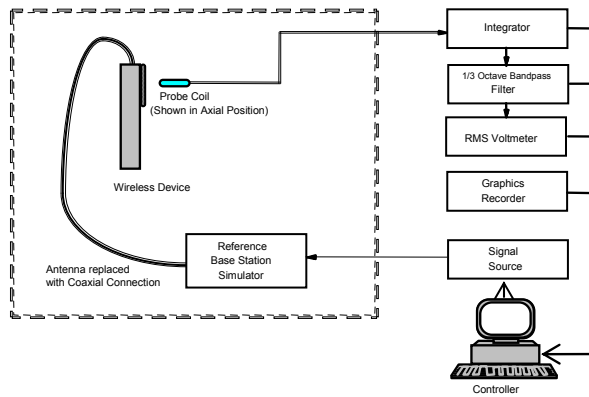 Integrator
1/3 Octave Bandpass
Filter
RMS Voltmeter
Graphics
Recorder
Probe Coil
(Shown in Axial Position)
Wireless Device
Reference
Base Station
Simulator
Antenna replaced
with Coaxial Connection
Signal
Source
Controller